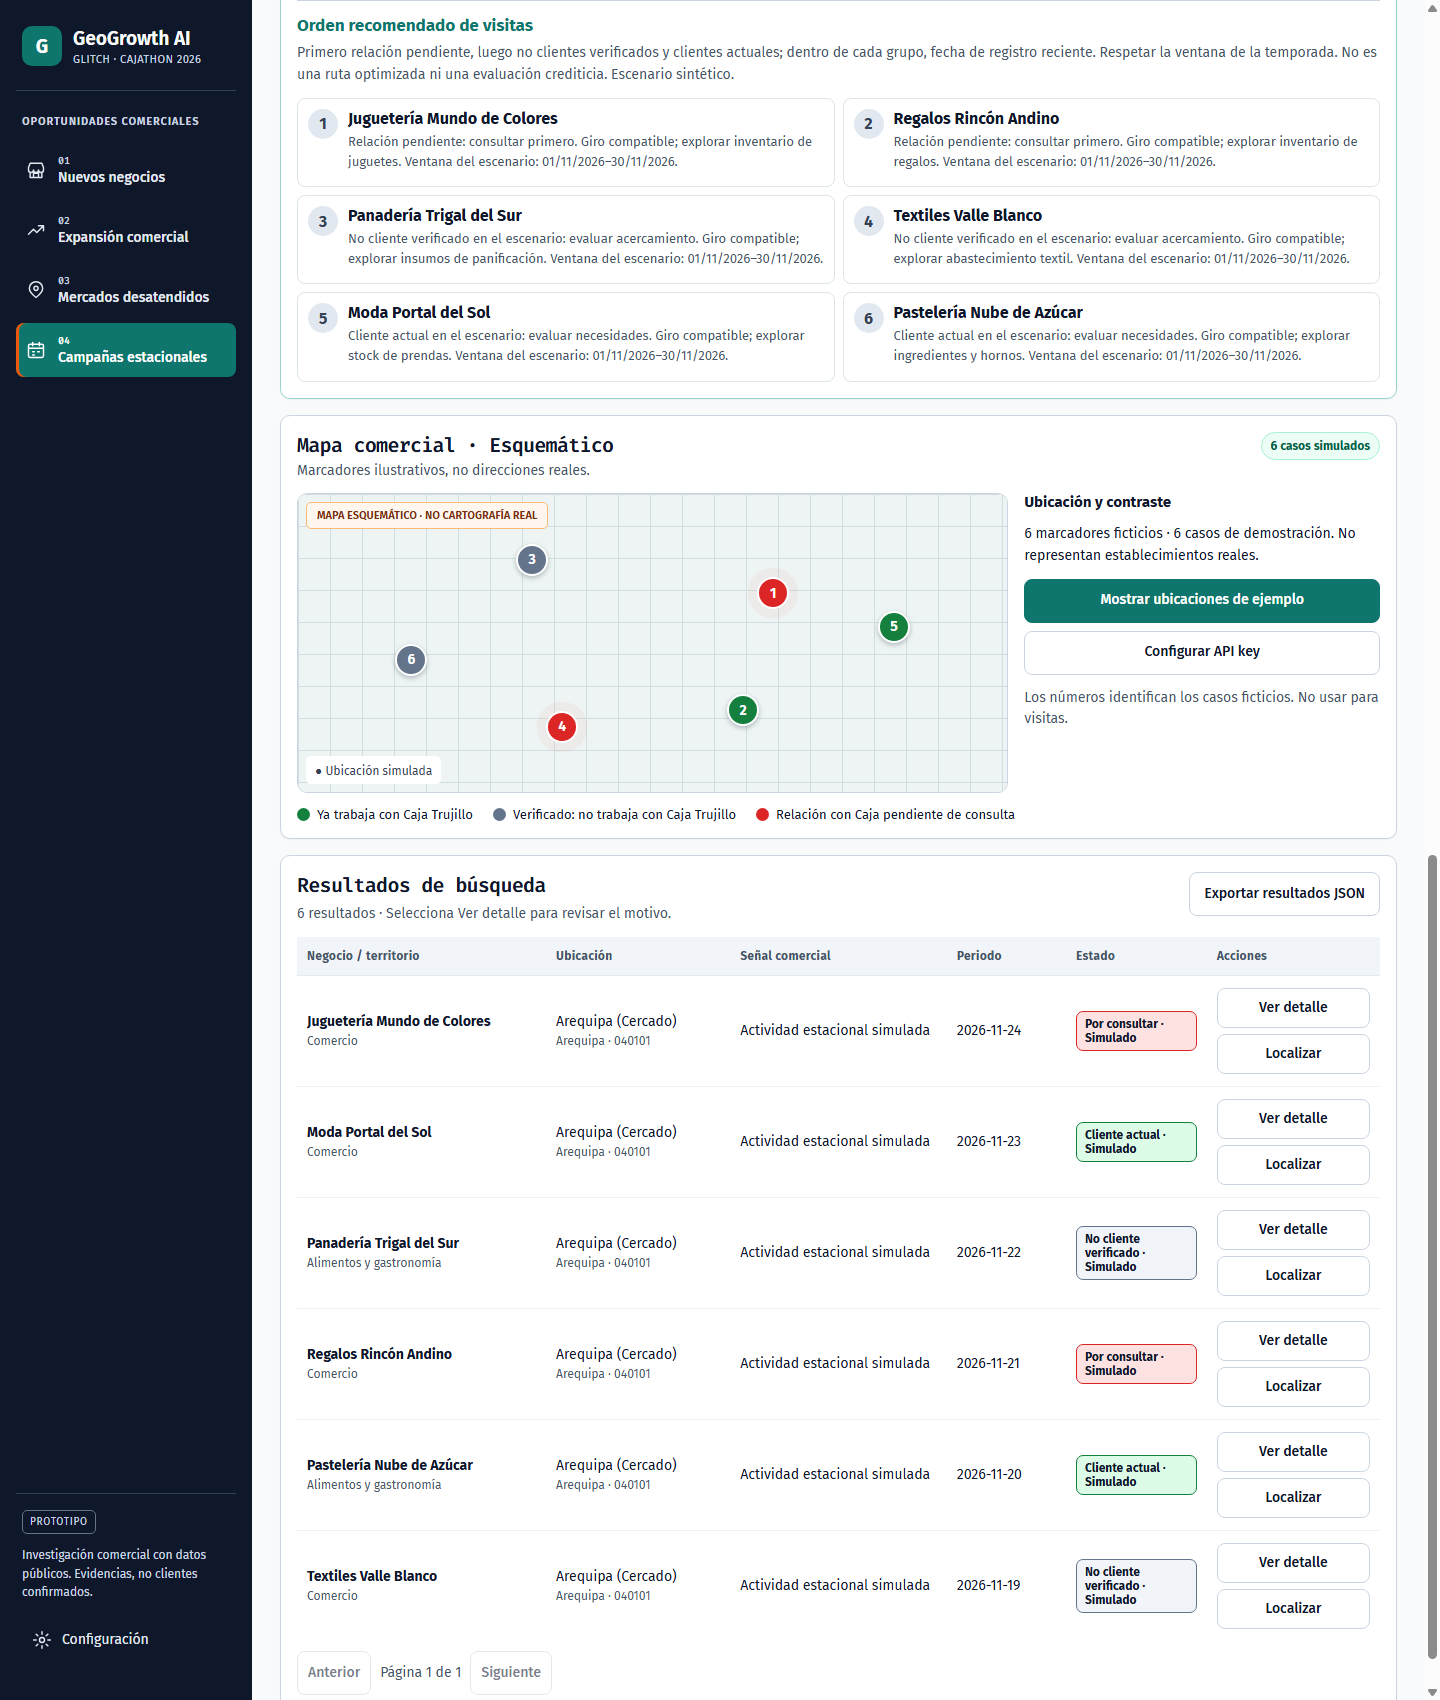 G
GeoGrowth AI
GLITCH · CAJATHON 2026
OPORTUNIDADES COMERCIALES
01
Nuevos negocios
02
Expansión comercial
03
Mercados desatendidos
04
Campañas estacionales
PROTOTIPO
Investigación comercial con datos
públicos. Evidencias, no clientes
confirmados.
Configuración
Orden recomendado de visitas
Primero relación pendiente, luego no clientes verificados y clientes actuales; dentro de cada grupo, fecha de registro reciente. Respetar la ventana de la temporada. No es
una ruta optimizada ni una evaluación crediticia. Escenario sintético.
1
Juguetería Mundo de Colores
Relación pendiente: consultar primero. Giro compatible; explorar inventario de
juguetes. Ventana del escenario: 01/11/2026–30/11/2026.
2
Regalos Rincón Andino
Relación pendiente: consultar primero. Giro compatible; explorar inventario de
regalos. Ventana del escenario: 01/11/2026–30/11/2026.
3
Panadería Trigal del Sur
No cliente verificado en el escenario: evaluar acercamiento. Giro compatible;
explorar insumos de panificación. Ventana del escenario: 01/11/2026–30/11/2026.
4
Textiles Valle Blanco
No cliente verificado en el escenario: evaluar acercamiento. Giro compatible;
explorar abastecimiento textil. Ventana del escenario: 01/11/2026–30/11/2026.
5
Moda Portal del Sol
Cliente actual en el escenario: evaluar necesidades. Giro compatible; explorar
stock de prendas. Ventana del escenario: 01/11/2026–30/11/2026.
6
Pastelería Nube de Azúcar
Cliente actual en el escenario: evaluar necesidades. Giro compatible; explorar
ingredientes y hornos. Ventana del escenario: 01/11/2026–30/11/2026.
Mapa comercial · Esquemático
Marcadores ilustrativos, no direcciones reales.
6 casos simulados
MAPA ESQUEMÁTICO · NO CARTOGRAFÍA REAL
3
1
5
6
2
4
● Ubicación simulada
Ubicación y contraste
6 marcadores ficticios · 6 casos de demostración. No
representan establecimientos reales.
Mostrar ubicaciones de ejemplo
Configurar API key
Los números identifican los casos ficticios. No usar para
visitas.
Ya trabaja con Caja Trujillo
Verificado: no trabaja con Caja Trujillo
Relación con Caja pendiente de consulta
Resultados de búsqueda
6 resultados · Selecciona Ver detalle para revisar el motivo.
Exportar resultados JSON
Negocio / territorio
Ubicación
Señal comercial
Periodo
Estado
Acciones
Juguetería Mundo de Colores
Comercio
Arequipa (Cercado)
Arequipa · 040101
Actividad estacional simulada
2026-11-24
Por consultar ·
Simulado
Ver detalle
Localizar
Moda Portal del Sol
Comercio
Arequipa (Cercado)
Arequipa · 040101
Actividad estacional simulada
2026-11-23
Cliente actual ·
Simulado
Ver detalle
Localizar
Panadería Trigal del Sur
Alimentos y gastronomía
Arequipa (Cercado)
Arequipa · 040101
Actividad estacional simulada
2026-11-22
No cliente
verificado ·
Simulado
Ver detalle
Localizar
Regalos Rincón Andino
Comercio
Arequipa (Cercado)
Arequipa · 040101
Actividad estacional simulada
2026-11-21
Por consultar ·
Simulado
Ver detalle
Localizar
Pastelería Nube de Azúcar
Alimentos y gastronomía
Arequipa (Cercado)
Arequipa · 040101
Actividad estacional simulada
2026-11-20
Cliente actual ·
Simulado
Ver detalle
Localizar
Textiles Valle Blanco
Comercio
Arequipa (Cercado)
Arequipa · 040101
Actividad estacional simulada
2026-11-19
No cliente
verificado ·
Simulado
Ver detalle
Localizar
Anterior
Página 1 de 1
Siguiente